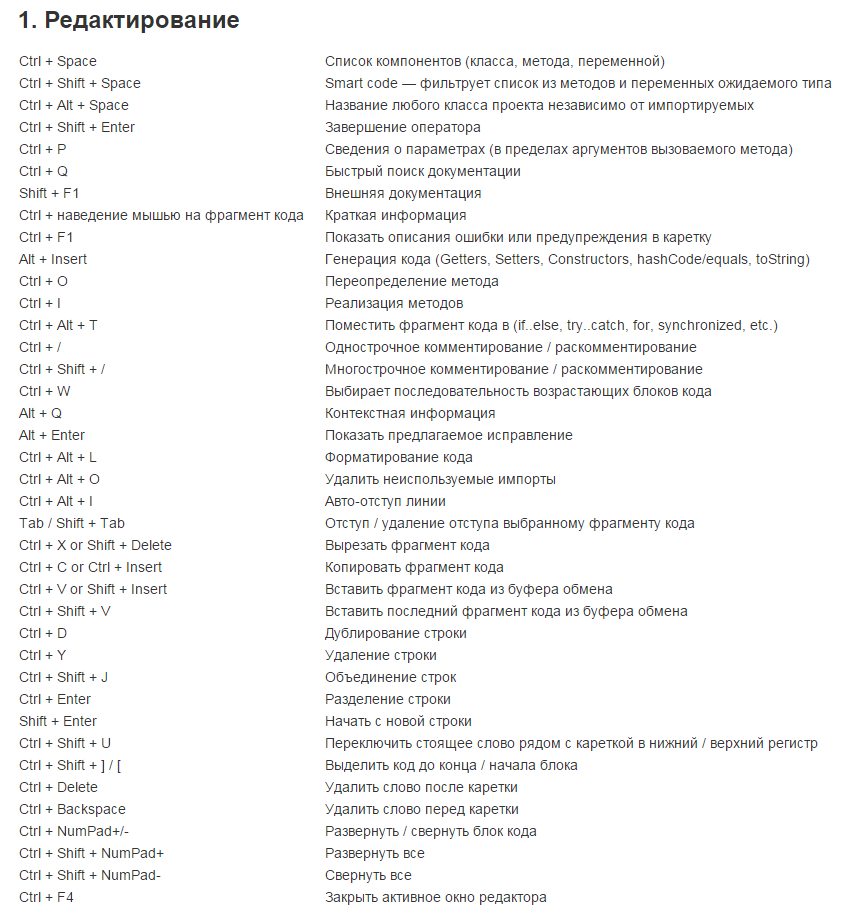 1. Редактирование
Ctrl + Space Список компонентов (класса, метода, переменной)
Ctrl + Shift + Space Smart code — фильтрует список из методов и переменных ожидаемого типа
Ctrl + Alt + Space Название любого класса проекта независимо от импортируемых
Ctrl + Shift + Enter Завершение оператора
Ctrl + P Сведения о параметрах (в пределах аргументов вызоваемого метода)
Ctrl + Q Быстрый поиск документации
Shift + F1 Внешняя документация
Ctrl + наведение мышью на фрагмент кода Краткая информация
Ctrl + F1 Показать описания ошибки или предупреждения в каретку
Alt + Insert Генерация кода (Getters, Setters, Constructors, hashCode/equals, toString)
Ctrl + O Переопределение метода
Ctrl + I Реализация методов
Ctrl + Alt + T Поместить фрагмент кода в (if..else, try..catch, for, synchronized, etc.)
Ctrl + / Однострочное комментирование / раскомментирование
Ctrl + Shift + / Многострочное комментирование / раскомментирование
Ctrl + W Выбирает последовательность возрастающих блоков кода
Alt + Q Контекстная информация
Alt + Enter Показать предлагаемое исправление
Ctrl + Alt + L Форматирование кода
Ctrl + Alt + O Удалить неиспользуемые импорты
Ctrl + Alt + I Авто-отступ линии
Tab / Shift + Tab Отступ / удаление отступа выбранному фрагменту кода
Ctrl + X or Shift + Delete Вырезать фрагмент кода
Ctrl + C or Ctrl + Insert Копировать фрагмент кода
Ctrl + V or Shift + Insert Вставить фрагмент кода из буфера обмена
Ctrl + Shift + V Вставить последний фрагмент кода из буфера обмена
Ctrl + D Дублирование строки
Ctrl + Y Удаление строки
Ctrl + Shift + J Объединение строк
Ctrl + Enter Разделение строки
Shift + Enter Начать с новой строки
Ctrl + Shift + U Переключить стоящее слово рядом с кареткой в нижний / верхний регистр
Ctrl + Shift + ] / [ Выделить код до конца / начала блока
Ctrl + Delete Удалить слово после каретки
Ctrl + Backspace Удалить слово перед каретки
Ctrl + NumPad+/- Развернуть / свернуть блок кода
Ctrl + Shift + NumPad+ Развернуть все
Ctrl + Shift + NumPad- Свернуть все
Ctrl + F4 Закрыть активное окно редактора